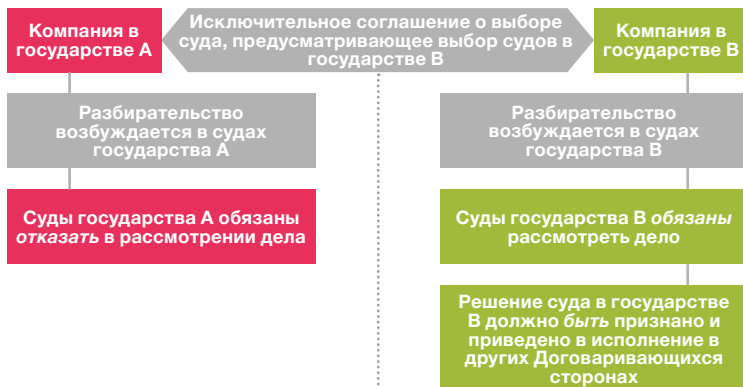 Компания в
государстве А
Исключительное соглашение о выборе
суда, предусматривающее выбор судов в
государстве В
Компания в
государстве В
Разбирательство
возбуждается в судах
государства А
Разбирательство
возбуждается в судах
государства В
Суды государства А обязаны
отказать в рассмотрении дела
Суды государства В обязаны
рассмотреть дело
Решение суда в государстве
В должно быть признано и
приведено в исполнение в
других Договаривающихся
сторонах